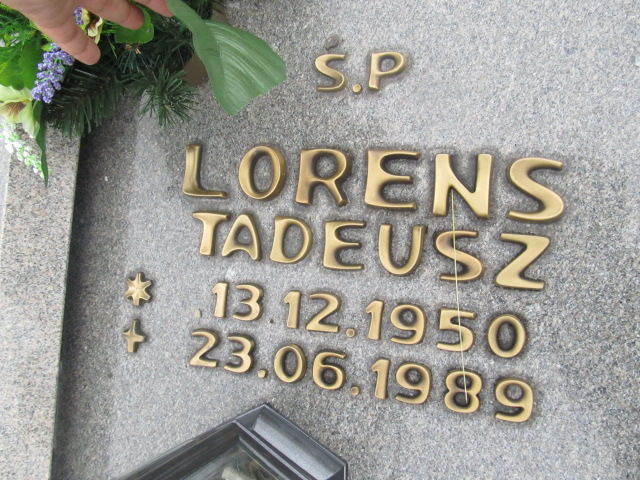 S.P
LORENS
TADEUSZ
* .13.12.1950
+ 23.06.1989